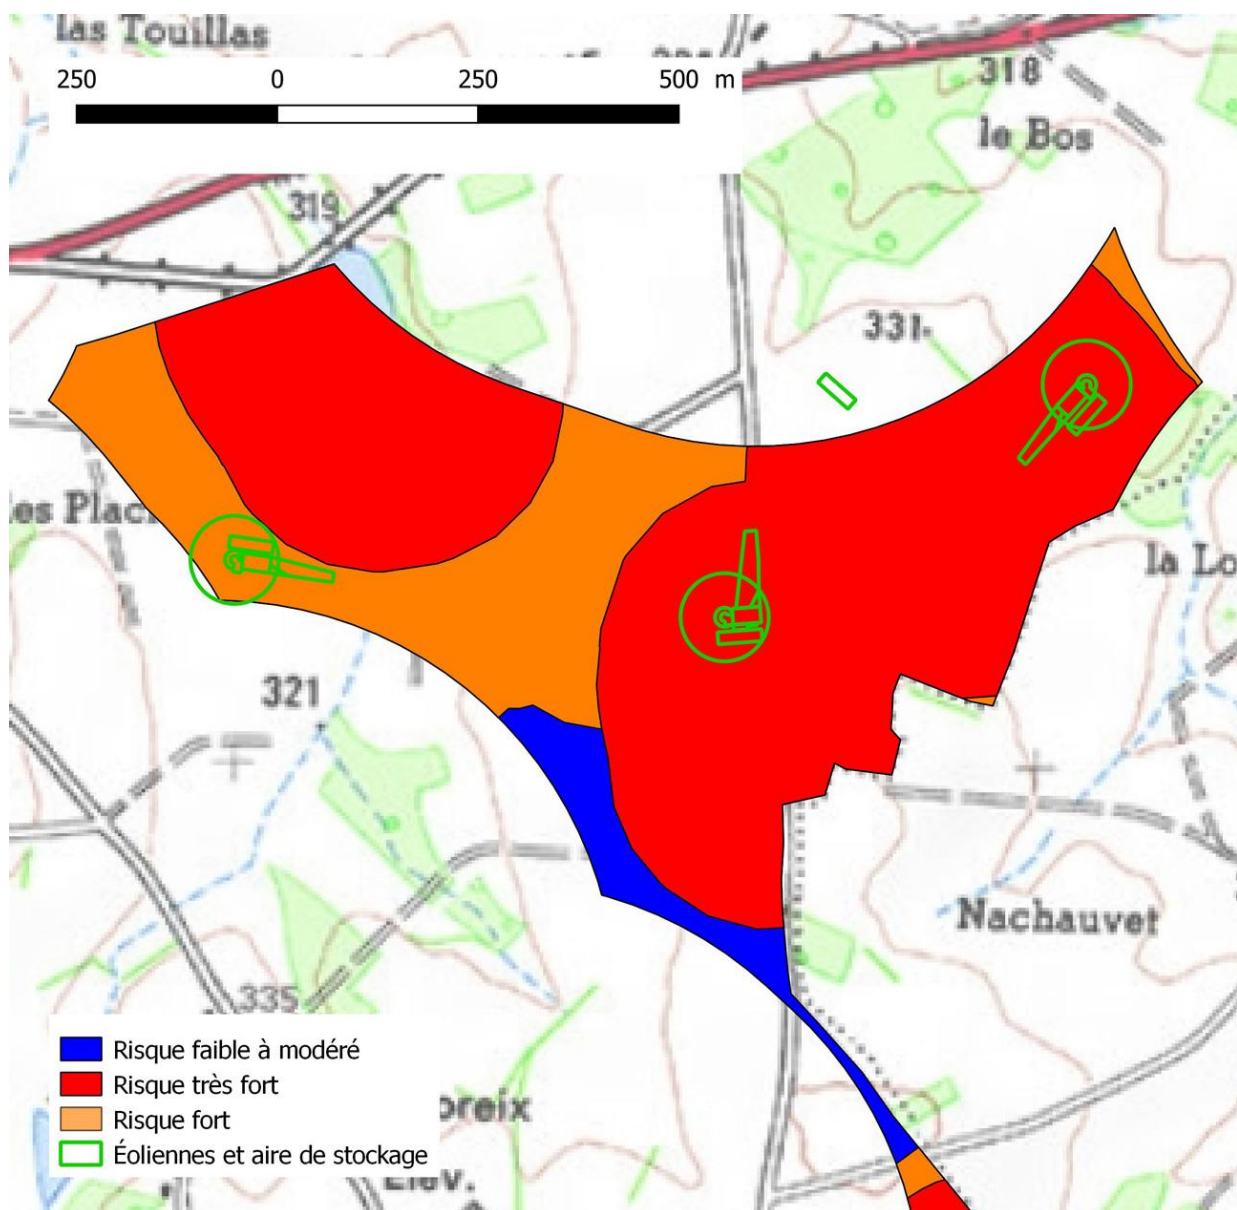 las Touillas
250 0 250 500 m
318
le Bos
319
331
es Plac
la Lo
321
Nachauvet
335
Risque faible à modéré
Risque très fort
Risque fort
Éoliennes et aire de stockage
oreix